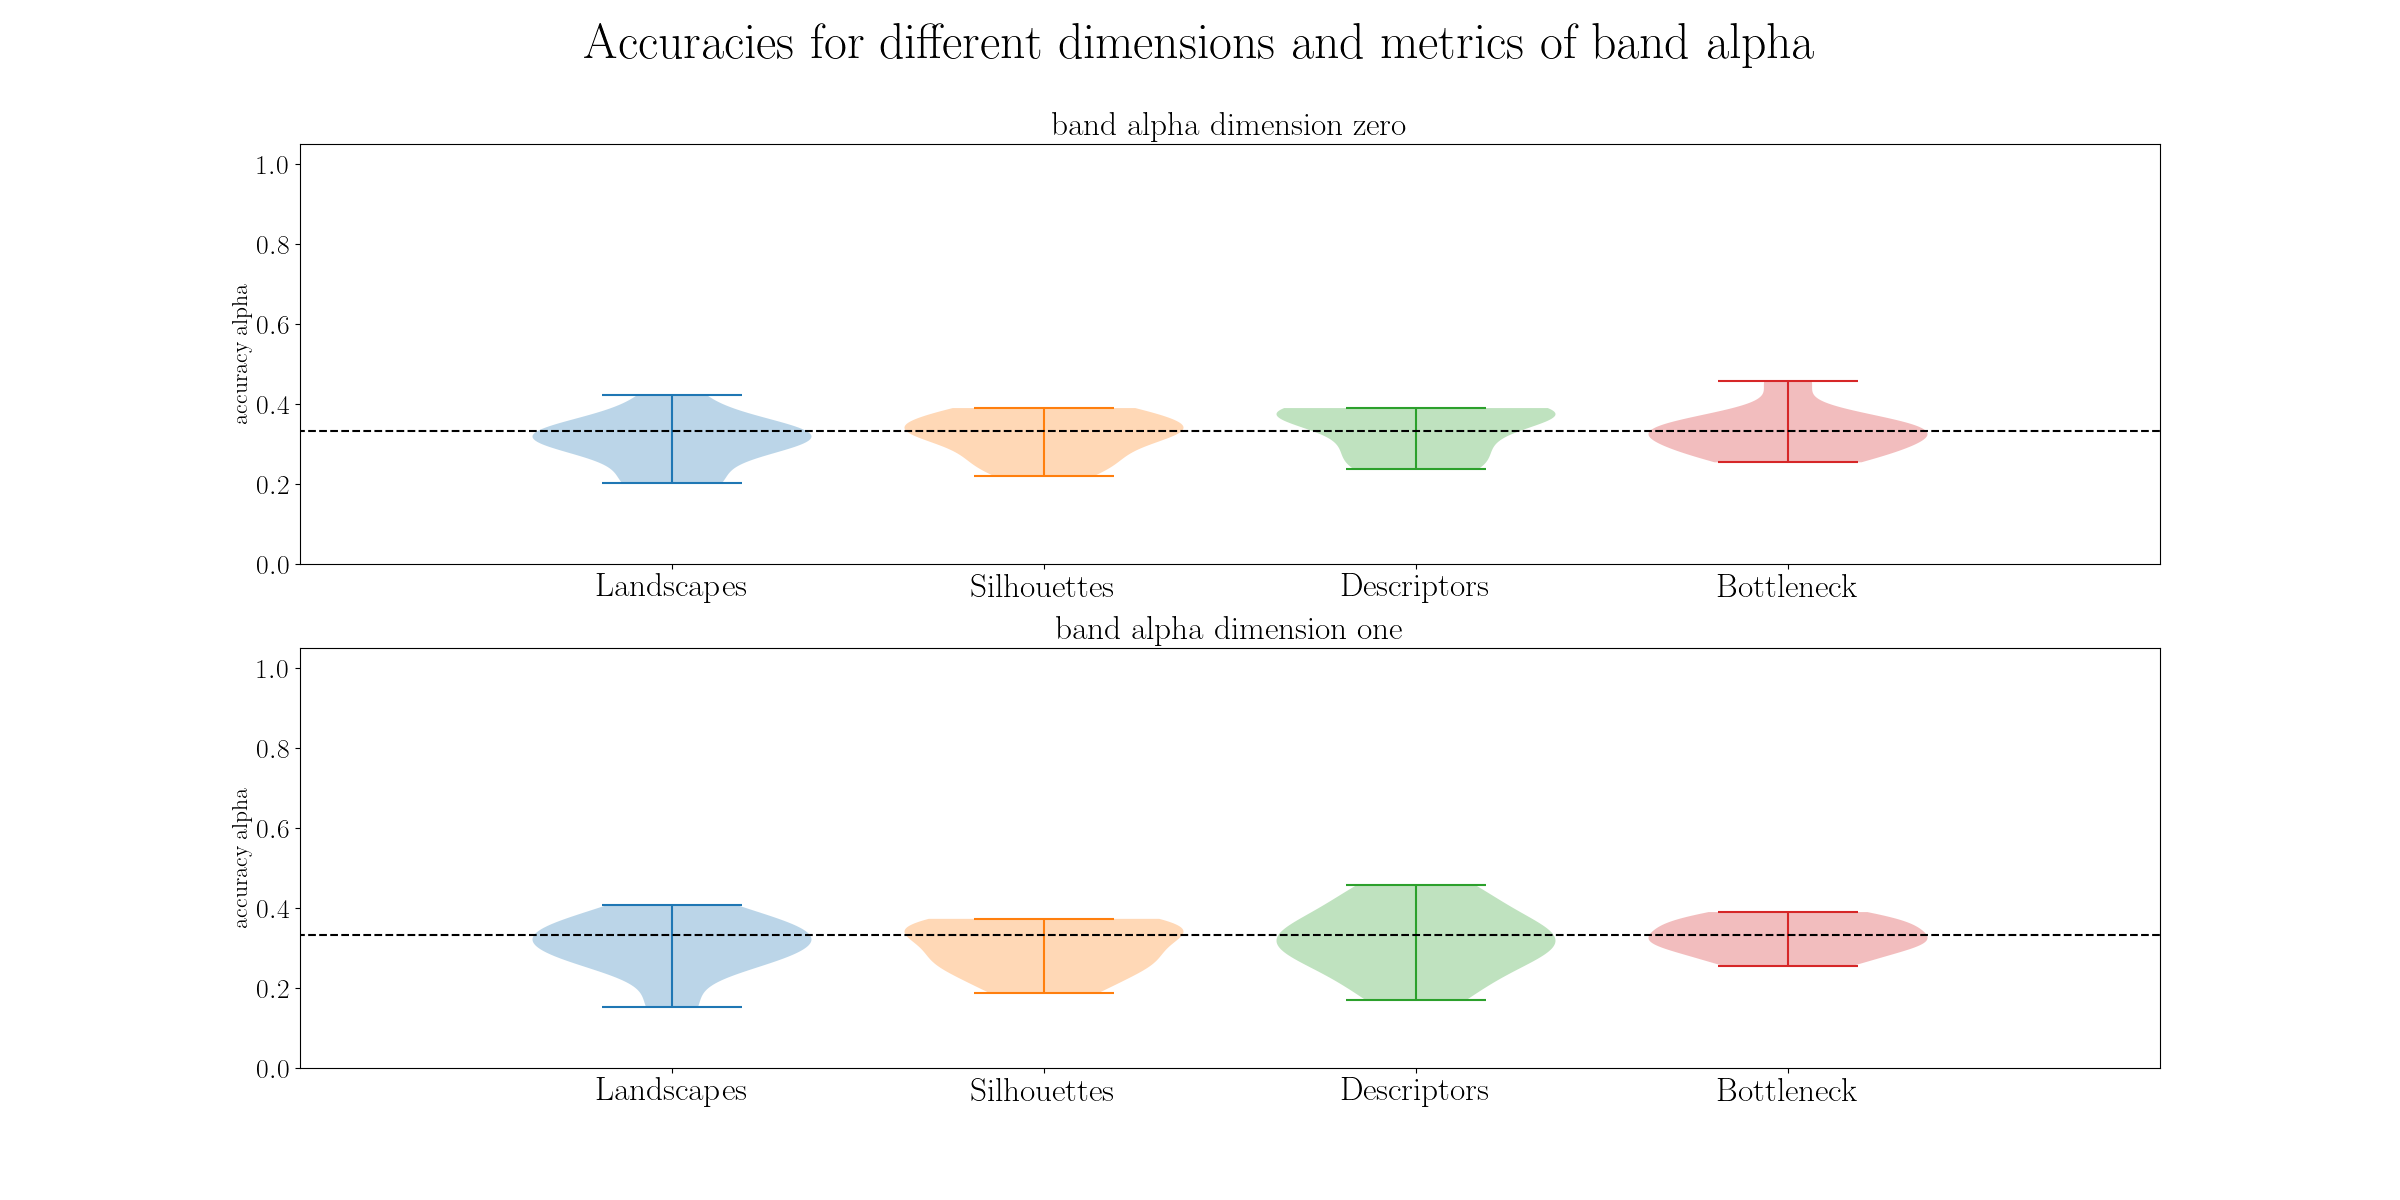 Accuracies for different dimensions and metrics of band alpha
band alpha dimension zero
accuracy alpha
1.0
0.8
0.6
0.4
0.2
0.0
Landscapes Silhouettes Descriptors Bottleneck
band alpha dimension one
accuracy alpha
1.0
0.8
0.6
0.4
0.2
0.0
Landscapes Silhouettes Descriptors Bottleneck